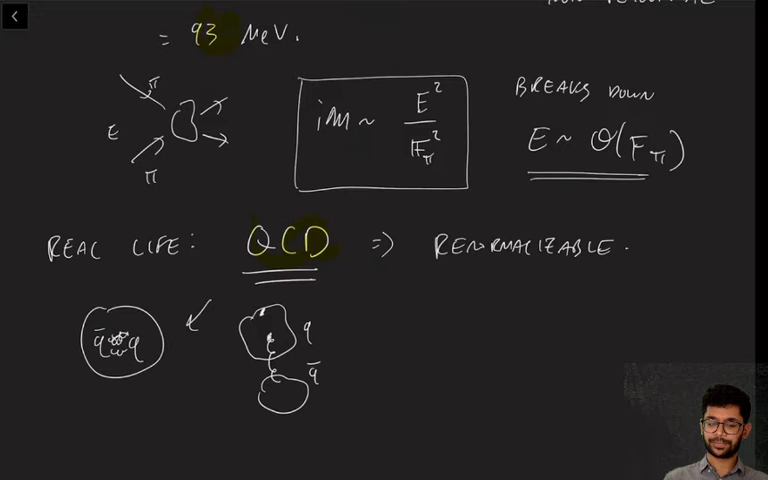 = 93 MeV.
π
E
π
iM ~ E² / F_π²
BREAKS DOWN
E ~ O(F_π)
REAL LIFE: QCD ⇒ RENORMALIZABLE.
q̄ q
q
q̄